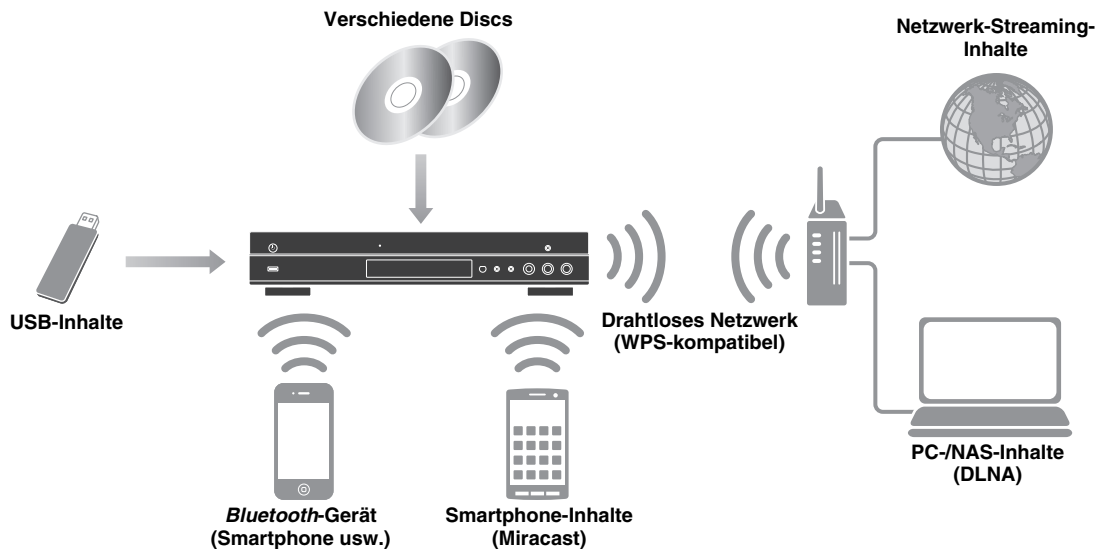 Verschiedene Discs
Netzwerk-Streaming-
Inhalte
USB-Inhalte
Drahtloses Netzwerk
(WPS-kompatibel)
PC-/NAS-Inhalte
(DLNA)
Bluetooth-Gerät
(Smartphone usw.)
Smartphone-Inhalte
(Miracast)